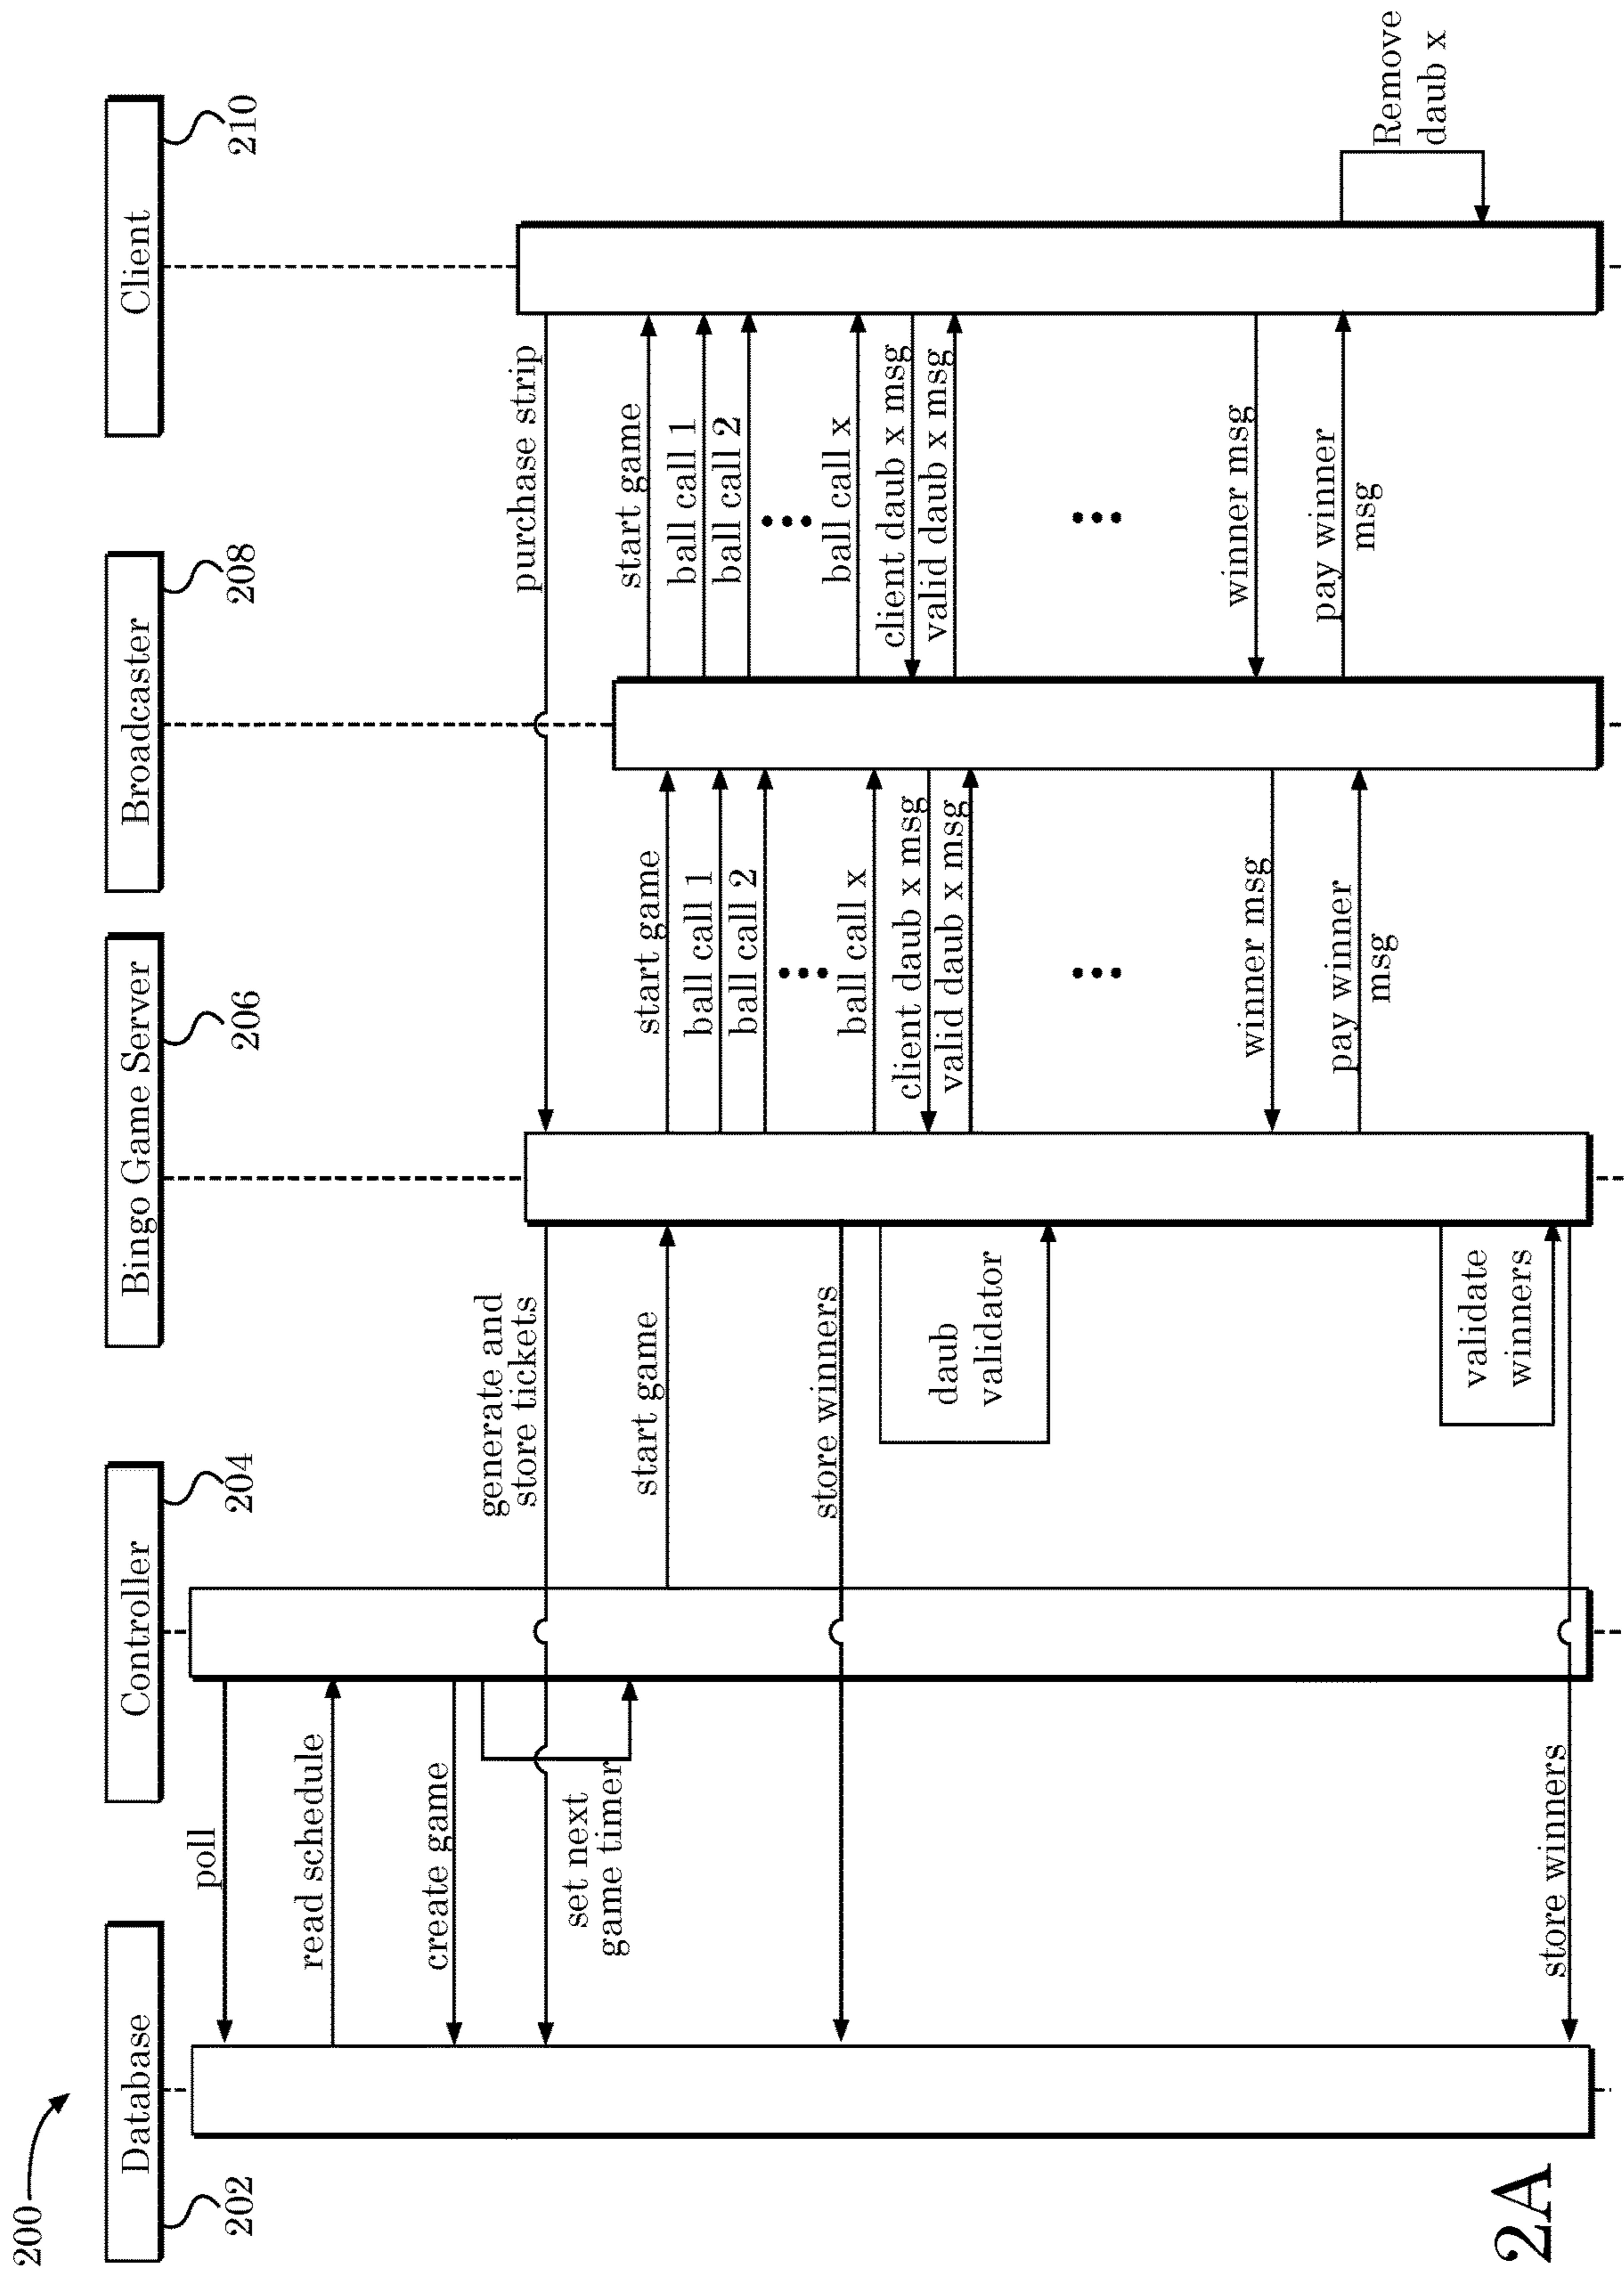 200
Database
202
Controller
204
Bingo Game Server
206
Broadcaster
208
Client
210
poll
read schedule
create game
set next
game timer
generate and
store tickets
purchase strip
start game
start game
start game
ball call 1
ball call 1
ball call 2
ball call 2
•••
•••
store winners
ball call x
ball call x
client daub x msg
client daub x msg
valid daub x msg
valid daub x msg
daub
validator
•••
•••
winner msg
winner msg
pay winner
msg
pay winner
msg
Remove
daub x
validate
winners
store winners
2A